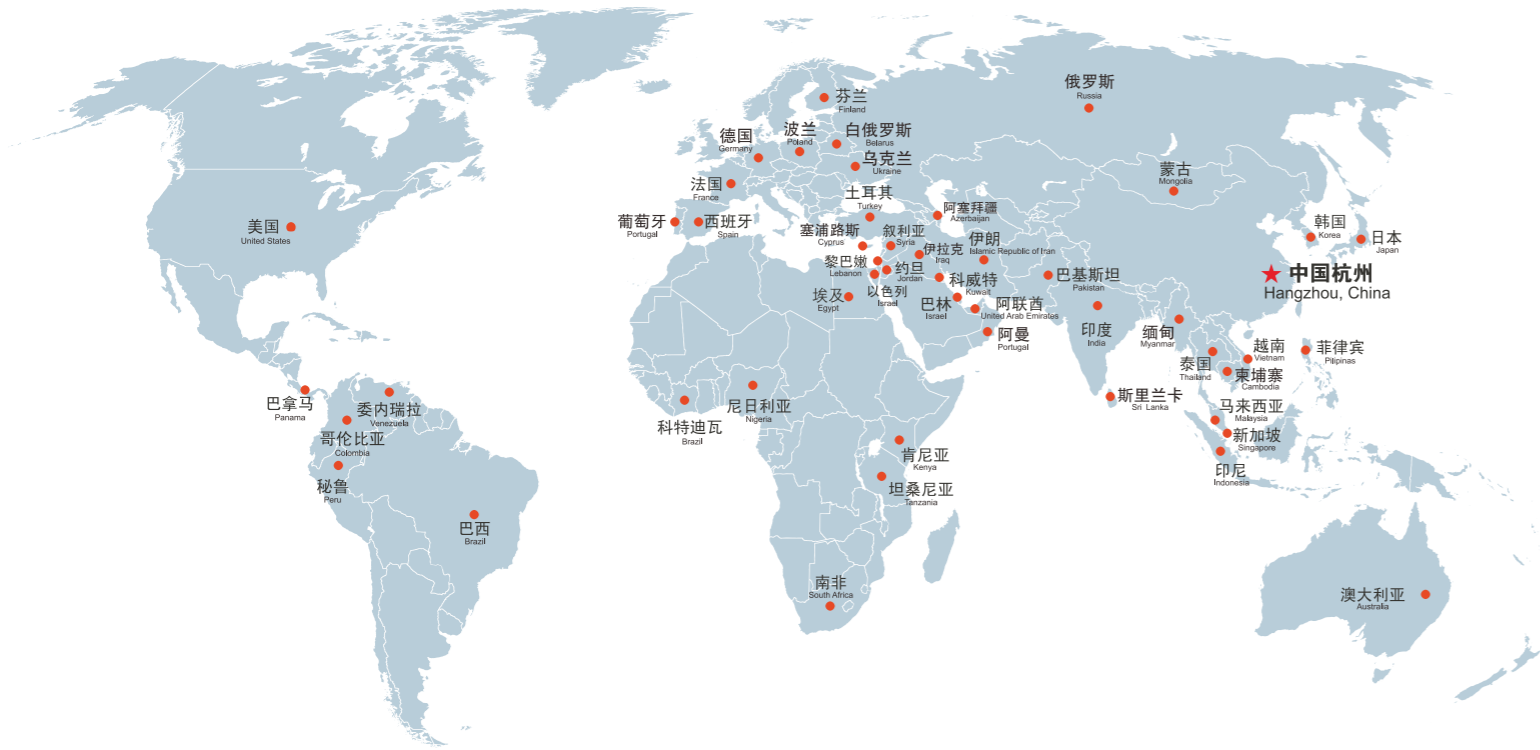 俄罗斯
Russia
芬兰
Finland
德国
Germany
波兰
Poland
白俄罗斯
Belarus
乌克兰
Ukraine
蒙古
Mongolia
法国
France
土耳其
Turkey
阿塞拜疆
Azerbaijan
美国
United States
葡萄牙
Portugal
西班牙
Spain
塞浦路斯
Cyprus
叙利亚
Syria
伊拉克
Iraq
伊朗
Islamic Republic of Iran
韩国
Korea
日本
Japan
黎巴嫩
Lebanon
约旦
Jordan
科威特
Kuwait
巴基斯坦
Pakistan
中国杭州
Hangzhou, China
埃及
Egypt
以色列
Israel
巴林
Israel
阿联酋
United Arab Emirates
阿曼
Portugal
印度
India
缅甸
Myanmar
泰国
Thailand
越南
Vietnam
菲律宾
Pilipinas
柬埔寨
Cambodia
巴拿马
Panama
委内瑞拉
Venezuela
哥伦比亚
Colombia
科特迪瓦
Brazil
尼日利亚
Nigeria
斯里兰卡
Sri Lanka
马来西亚
Malaysia
新加坡
Singapore
肯尼亚
Kenya
印尼
Indonesia
秘鲁
Peru
坦桑尼亚
Tanzania
巴西
Brazil
南非
South Africa
澳大利亚
Australia